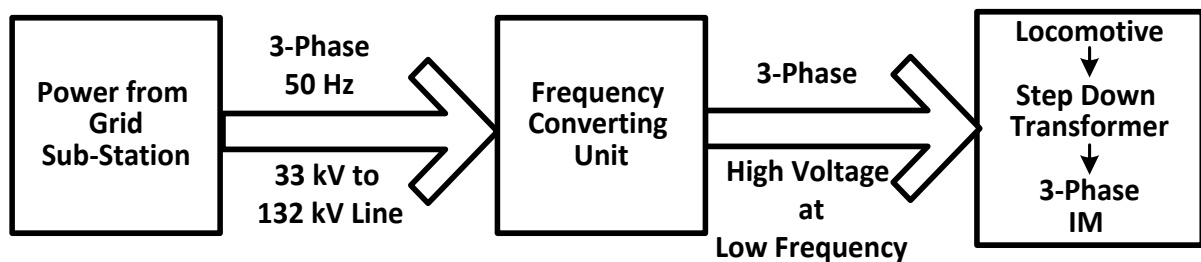 Power from
Grid
Sub-Station
3-Phase
50 Hz
33 kV to
132 kV Line
Frequency
Converting
Unit
3-Phase
High Voltage
at
Low Frequency
Locomotive
Step Down
Transformer
3-Phase
IM